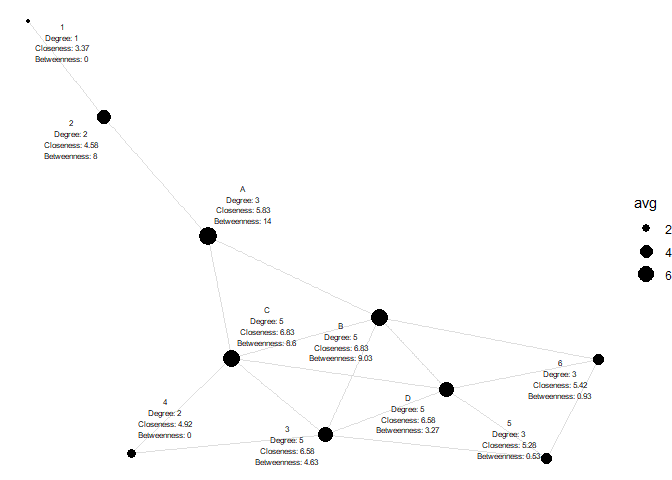 1
Degree: 1
Closeness: 3.37
Betweenness: 0
2
Degree: 2
Closeness: 4.58
Betweenness: 8
A
Degree: 3
Closeness: 5.83
Betweenness: 14
avg
2
4
6
C
Degree: 5
Closeness: 6.83
Betweenness: 8.6
B
Degree: 5
Closeness: 6.83
Betweenness: 9.03
6
Degree: 3
Closeness: 5.42
Betweenness: 0.93
4
Degree: 2
Closeness: 4.92
Betweenness: 0
D
Degree: 5
Closeness: 6.58
Betweenness: 3.27
3
Degree: 5
Closeness: 6.58
Betweenness: 4.63
5
Degree: 3
Closeness: 5.28
Betweenness: 0.53